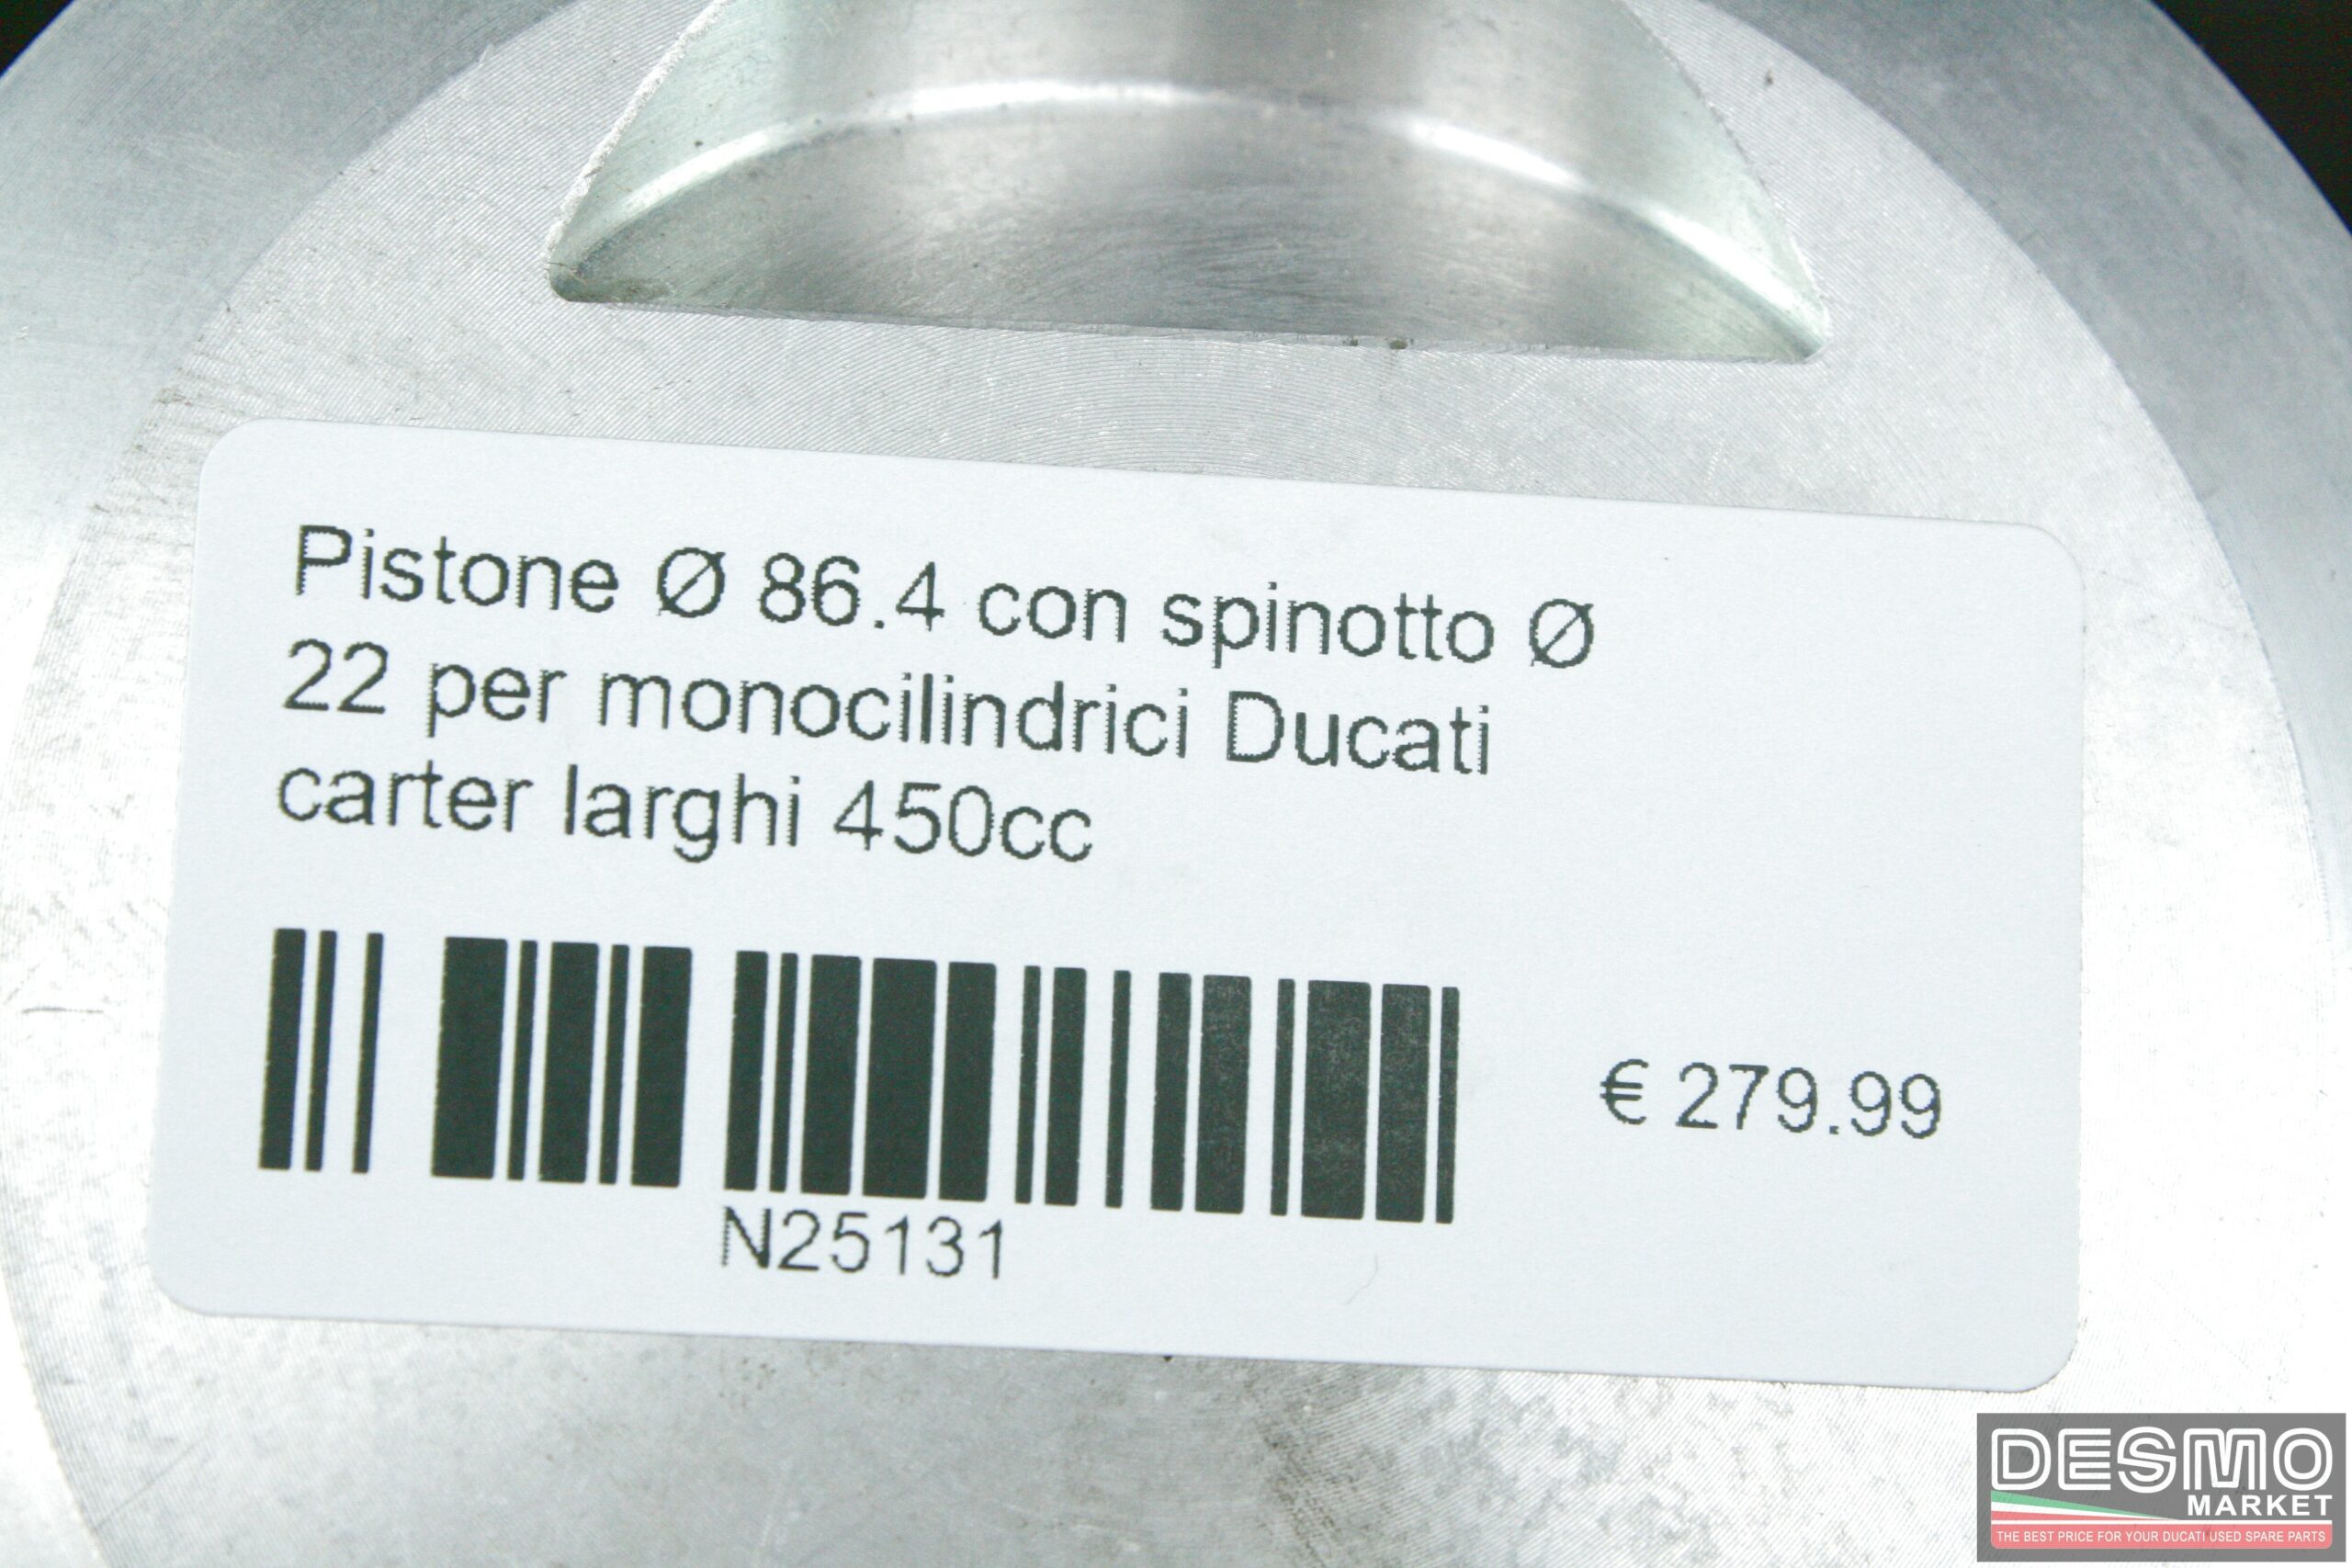 Pistone Ø 86.4 con spinotto Ø
22 per monocilindrici Ducati
carter larghi 450cc
€ 279.99
N25131
DESMO
MARKET
THE BEST PRICE FOR YOUR DUCATI USED SPARE PARTS